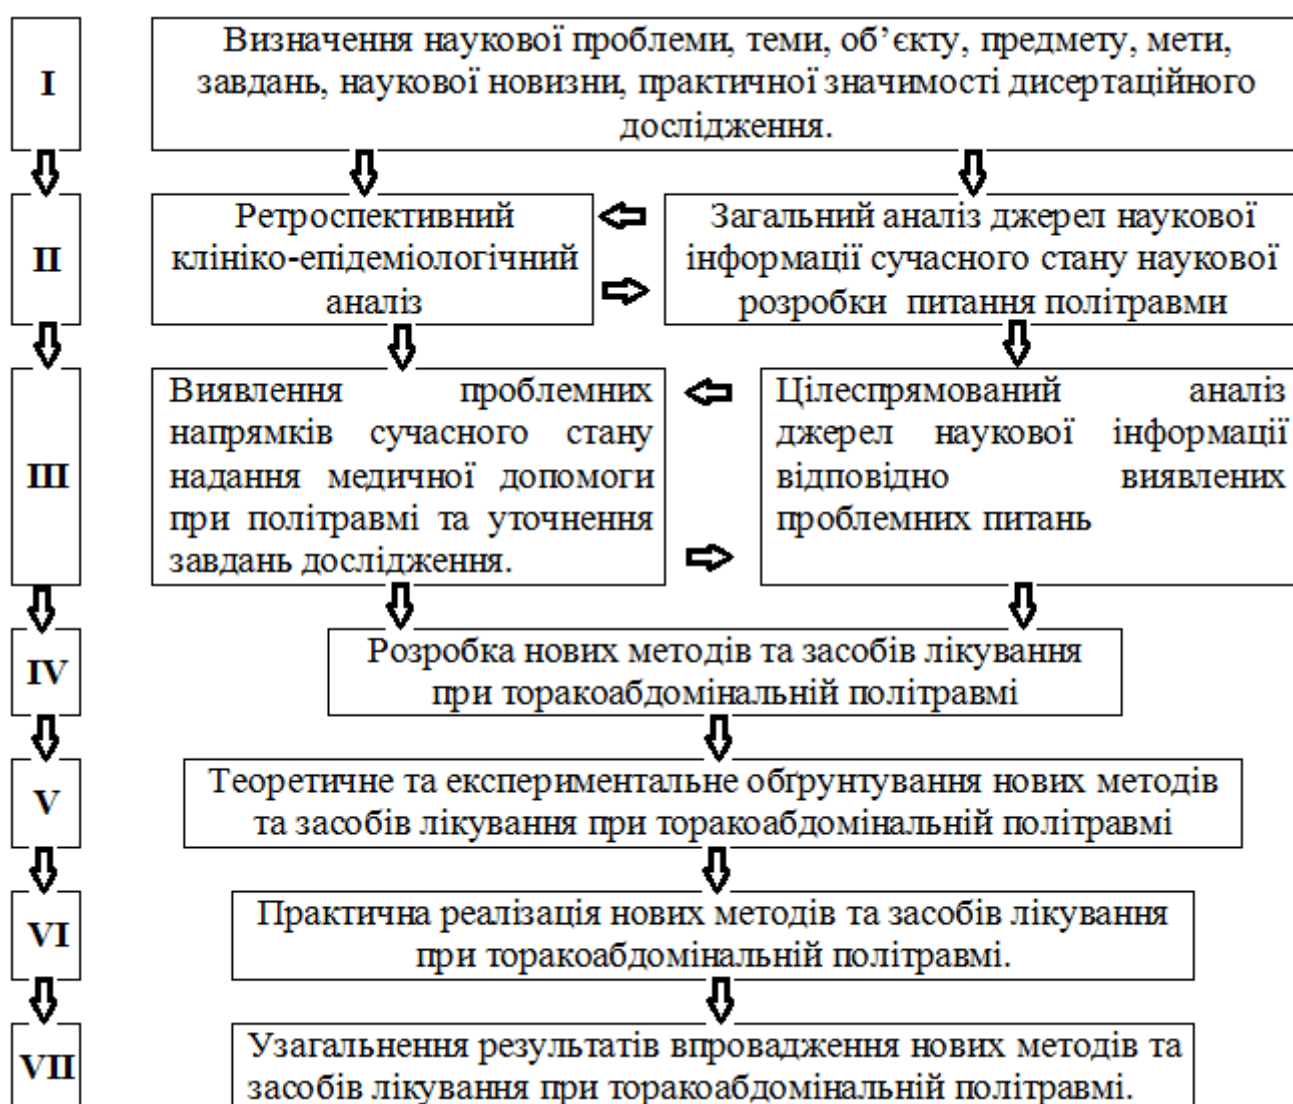 I
Визначення наукової проблеми, теми, об’єкту, предмету, мети,
завдань, наукової новизни, практичної значимості дисертаційного
дослідження.
II
Ретроспективний
клініко-епідеміологічний
аналіз
Загальний аналіз джерел наукової
інформації сучасного стану наукової
розробки питання політравми
III
Виявлення проблемних
напрямків сучасного стану
надання медичної допомоги
при політравмі та уточнення
завдань дослідження.
Цілеспрямований аналіз
джерел наукової інформації
відповідно виявлених
проблемних питань
IV
Розробка нових методів та засобів лікування
при торакоабдомінальній політравмі
V
Теоретичне та експериментальне обґрунтування нових методів
та засобів лікування при торакоабдомінальній політравмі
VI
Практична реалізація нових методів та засобів лікування
при торакоабдомінальній політравмі.
VII
Узагальнення результатів впровадження нових методів та
засобів лікування при торакоабдомінальній політравмі.